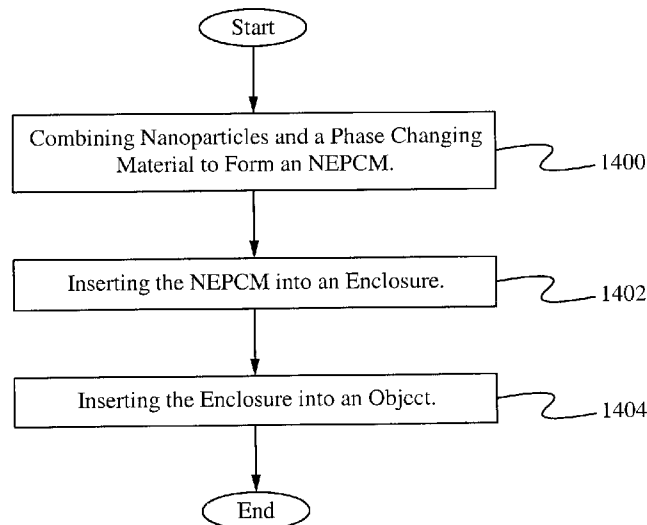 Start
Combining Nanoparticles and a Phase Changing
Material to Form an NEPCM.
1400
Inserting the NEPCM into an Enclosure.
1402
Inserting the Enclosure into an Object.
1404
End